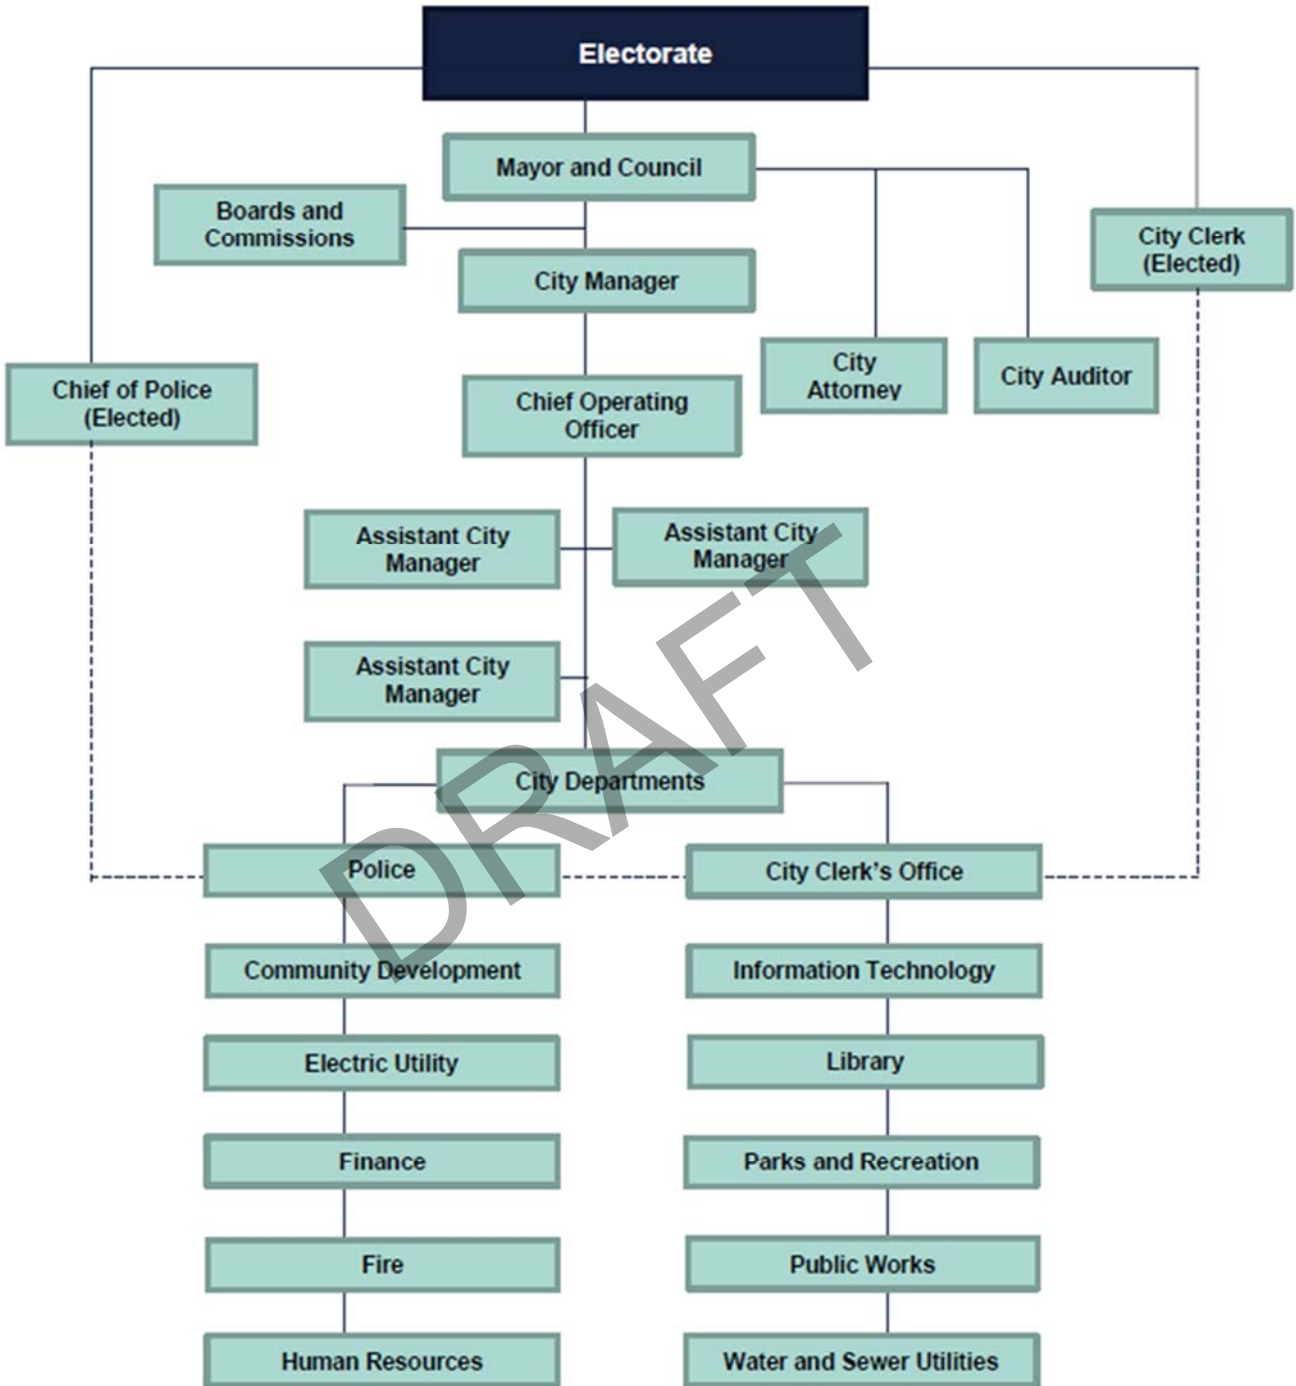 Electorate
Mayor and Council
Boards and
Commissions
City Clerk
(Elected)
City Manager
City
Attorney
City Auditor
Chief of Police
(Elected)
Chief Operating
Officer
Assistant City
Manager
Assistant City
Manager
Assistant City
Manager
DRAFT
City Departments
Police
City Clerk's Office
Community Development
Information Technology
Electric Utility
Library
Finance
Parks and Recreation
Fire
Public Works
Human Resources
Water and Sewer Utilities